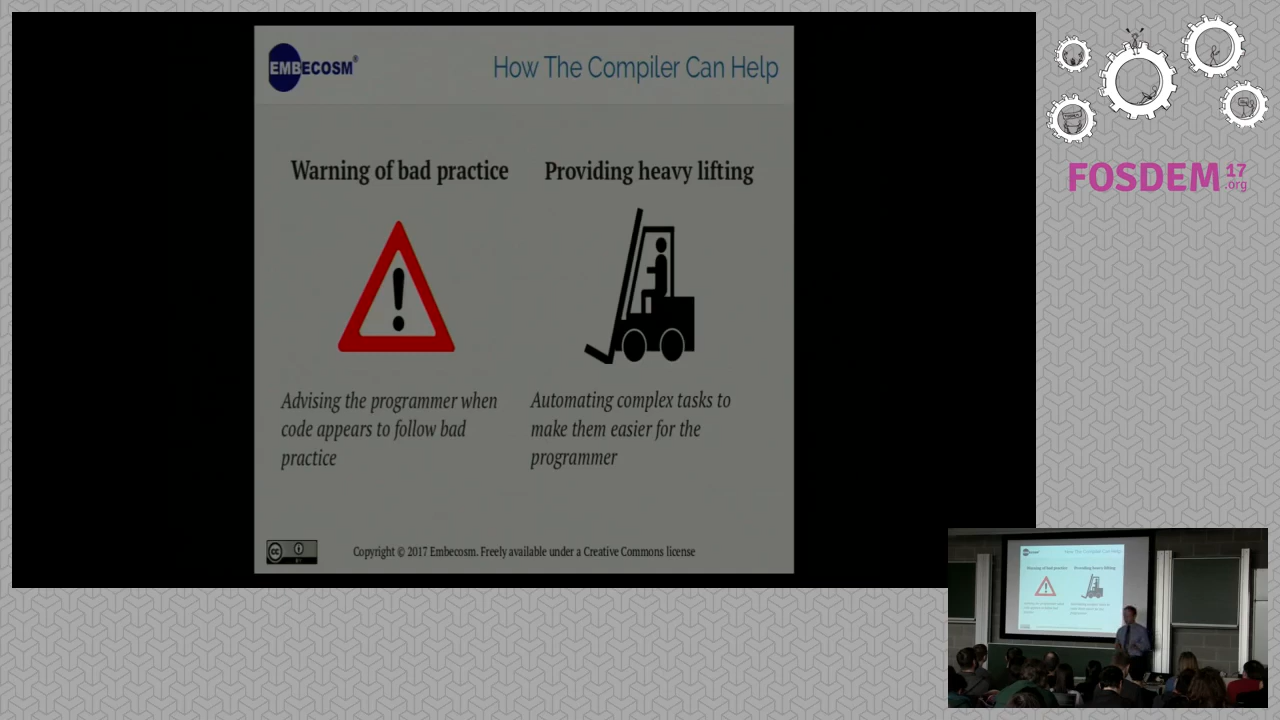 EMBECOSM®
How The Compiler Can Help
Warning of bad practice
Providing heavy lifting
Advising the programmer when
code appears to follow bad
practice
Automating complex tasks to
make them easier for the
programmer
Copyright © 2017 Embecosm. Freely available under a Creative Commons license
FOSDEM 17
.org